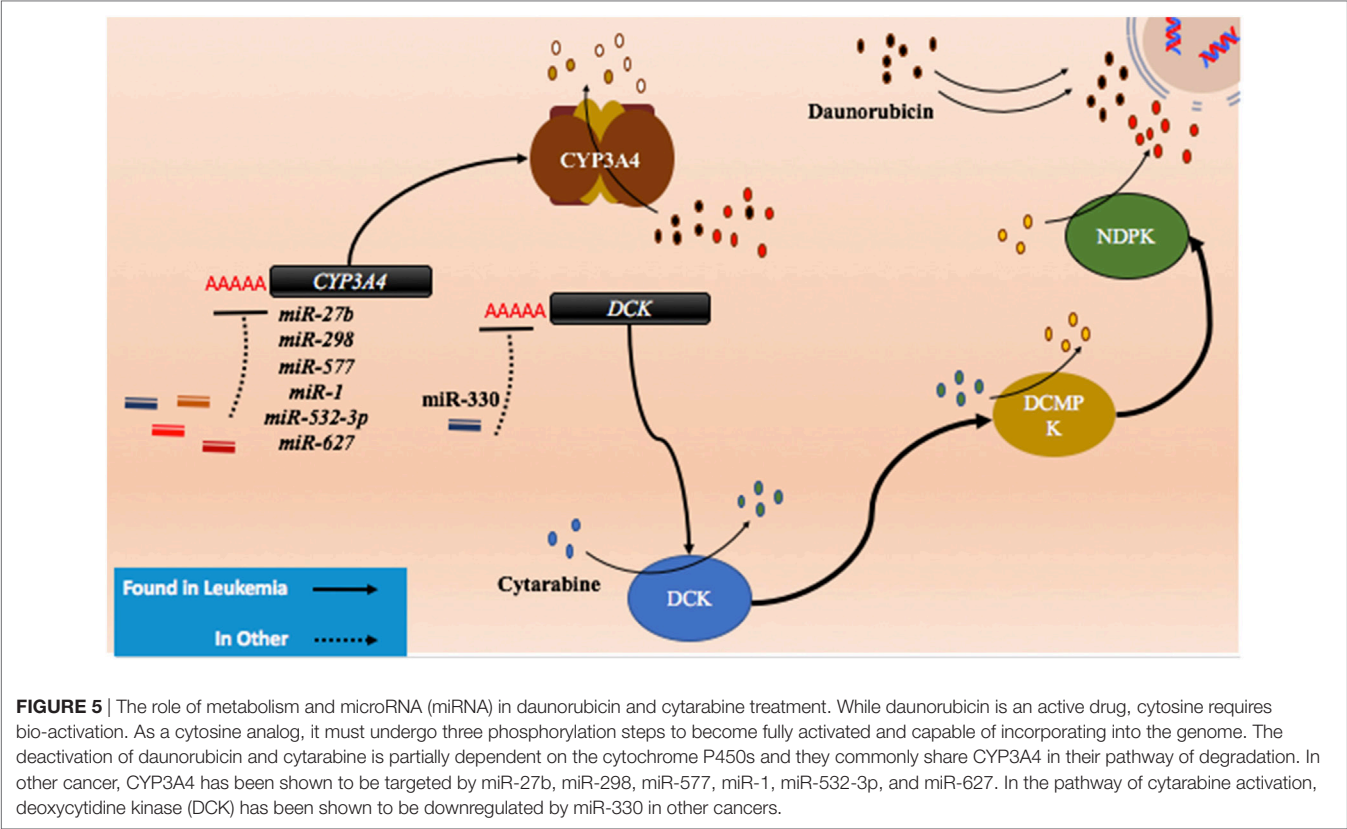 Daunorubicin
CYP3A4
NDPK
AAAAA
CYP3A4
miR-27b
miR-298
miR-577
miR-1
miR-532-3p
miR-627
AAAAA
DCK
miR-330
DCMP
K
Cytarabine
DCK
Found in Leukemia
In Other
FIGURE 5 | The role of metabolism and microRNA (miRNA) in daunorubicin and cytarabine treatment. While daunorubicin is an active drug, cytosine requires
bio-activation. As a cytosine analog, it must undergo three phosphorylation steps to become fully activated and capable of incorporating into the genome. The
deactivation of daunorubicin and cytarabine is partially dependent on the cytochrome P450s and they commonly share CYP3A4 in their pathway of degradation. In
other cancer, CYP3A4 has been shown to be targeted by miR-27b, miR-298, miR-577, miR-1, miR-532-3p, and miR-627. In the pathway of cytarabine activation,
deoxycytidine kinase (DCK) has been shown to be downregulated by miR-330 in other cancers.